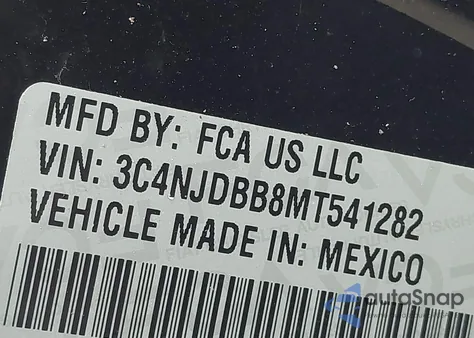 MFD BY: FCA US LLC
VIN: 3C4NJDBB8MT541282
VEHICLE MADE IN: MEXICO
autoSnap